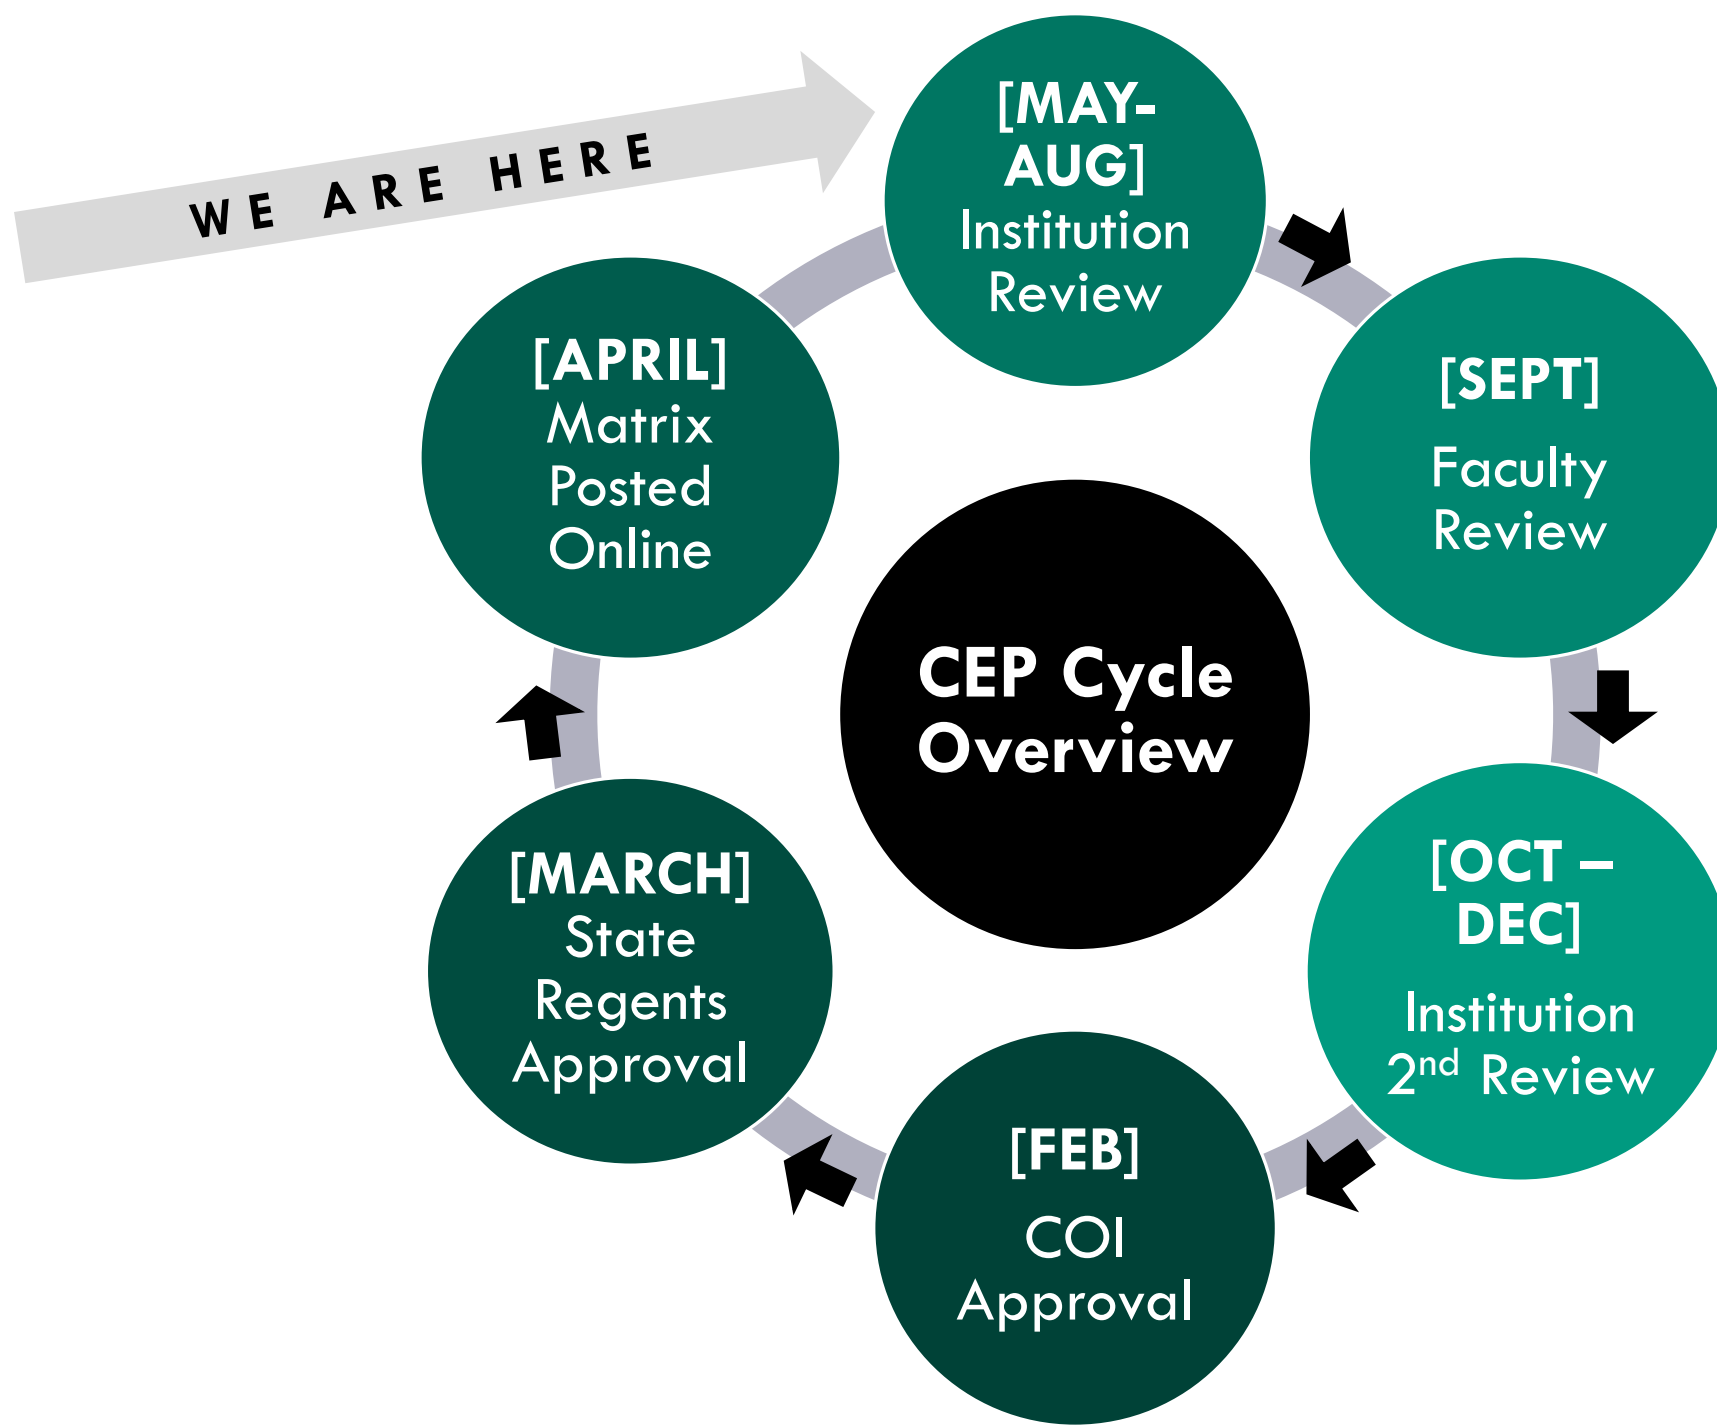 WE ARE HERE
[MAY-
AUG]
Institution
Review
[SEPT]
Faculty
Review
[OCT –
DEC]
Institution
2nd Review
[FEB]
COI
Approval
[MARCH]
State
Regents
Approval
[APRIL]
Matrix
Posted
Online
CEP Cycle
Overview